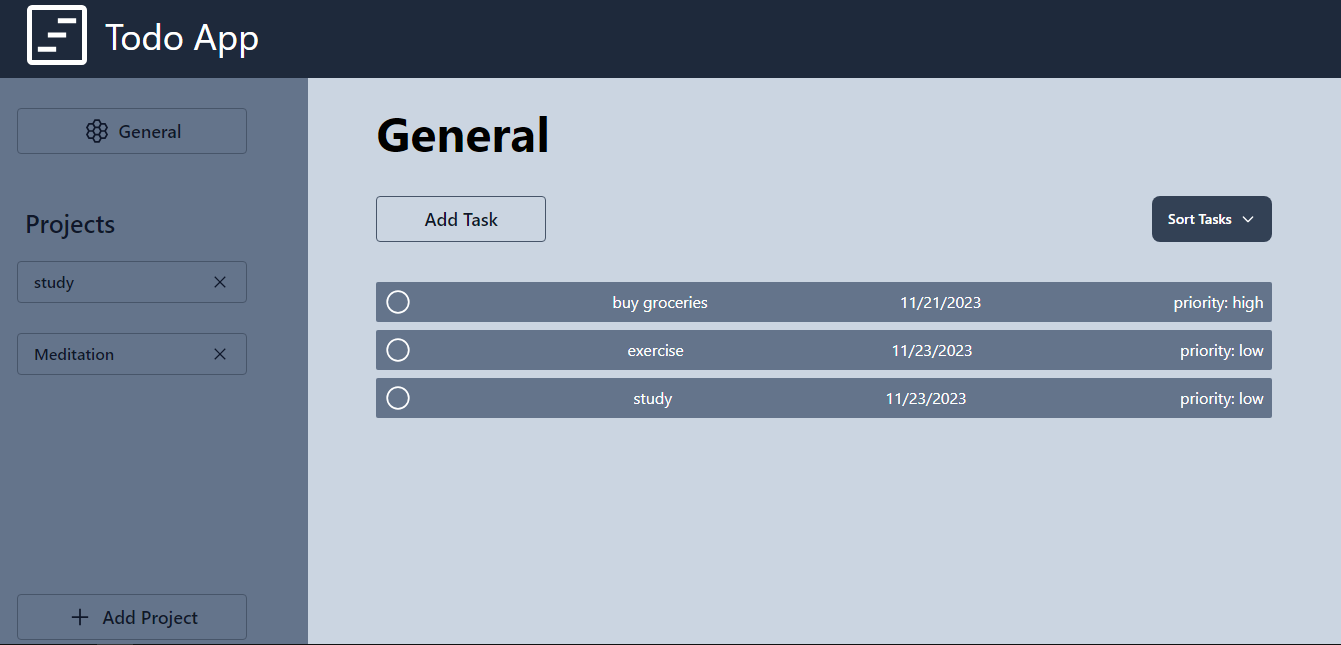 Todo App
General
Projects
study
Meditation
Add Project
General
Add Task
Sort Tasks
buy groceries 11/21/2023 priority: high
exercise 11/23/2023 priority: low
study 11/23/2023 priority: low